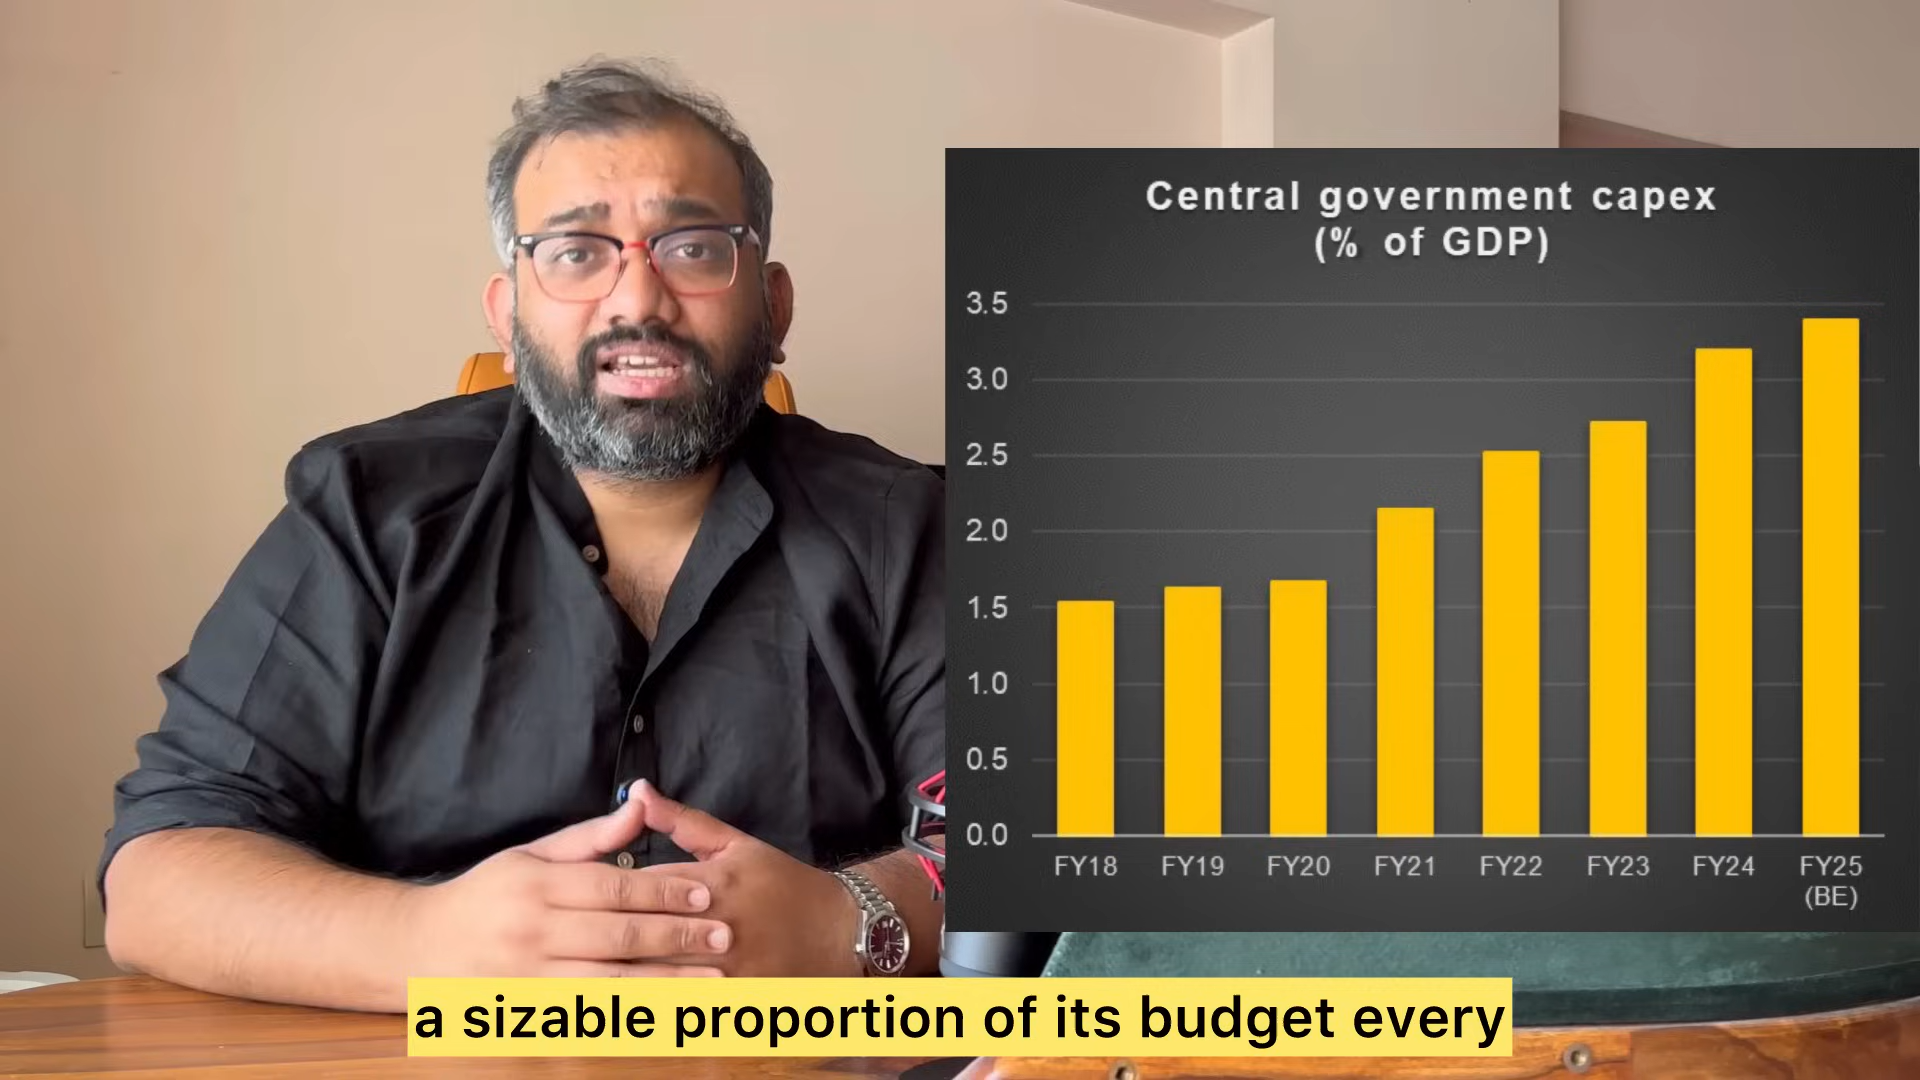 Central government capex
(% of GDP)
3.5
3.0
2.5
2.0
1.5
1.0
0.5
0.0
FY18 FY19 FY20 FY21 FY22 FY23 FY24 FY25
(BE)
a sizable proportion of its budget every